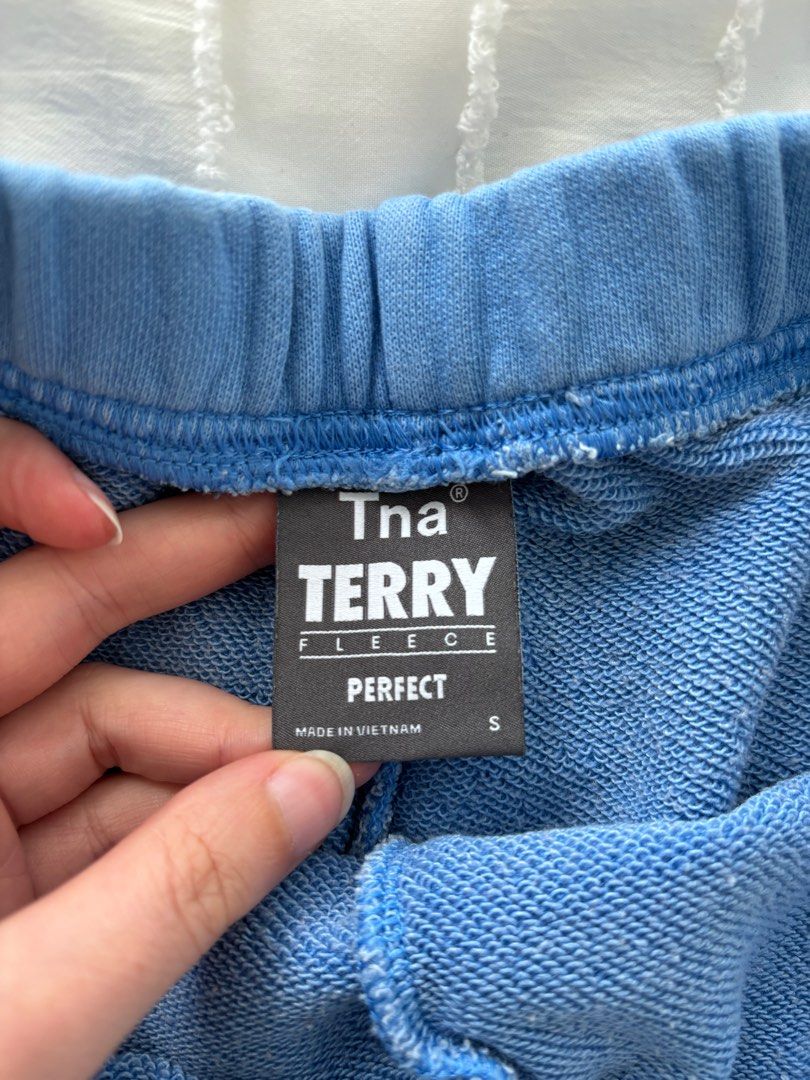 Tna®
TERRY
FLEECE
PERFECT
MADE IN VIETNAM S